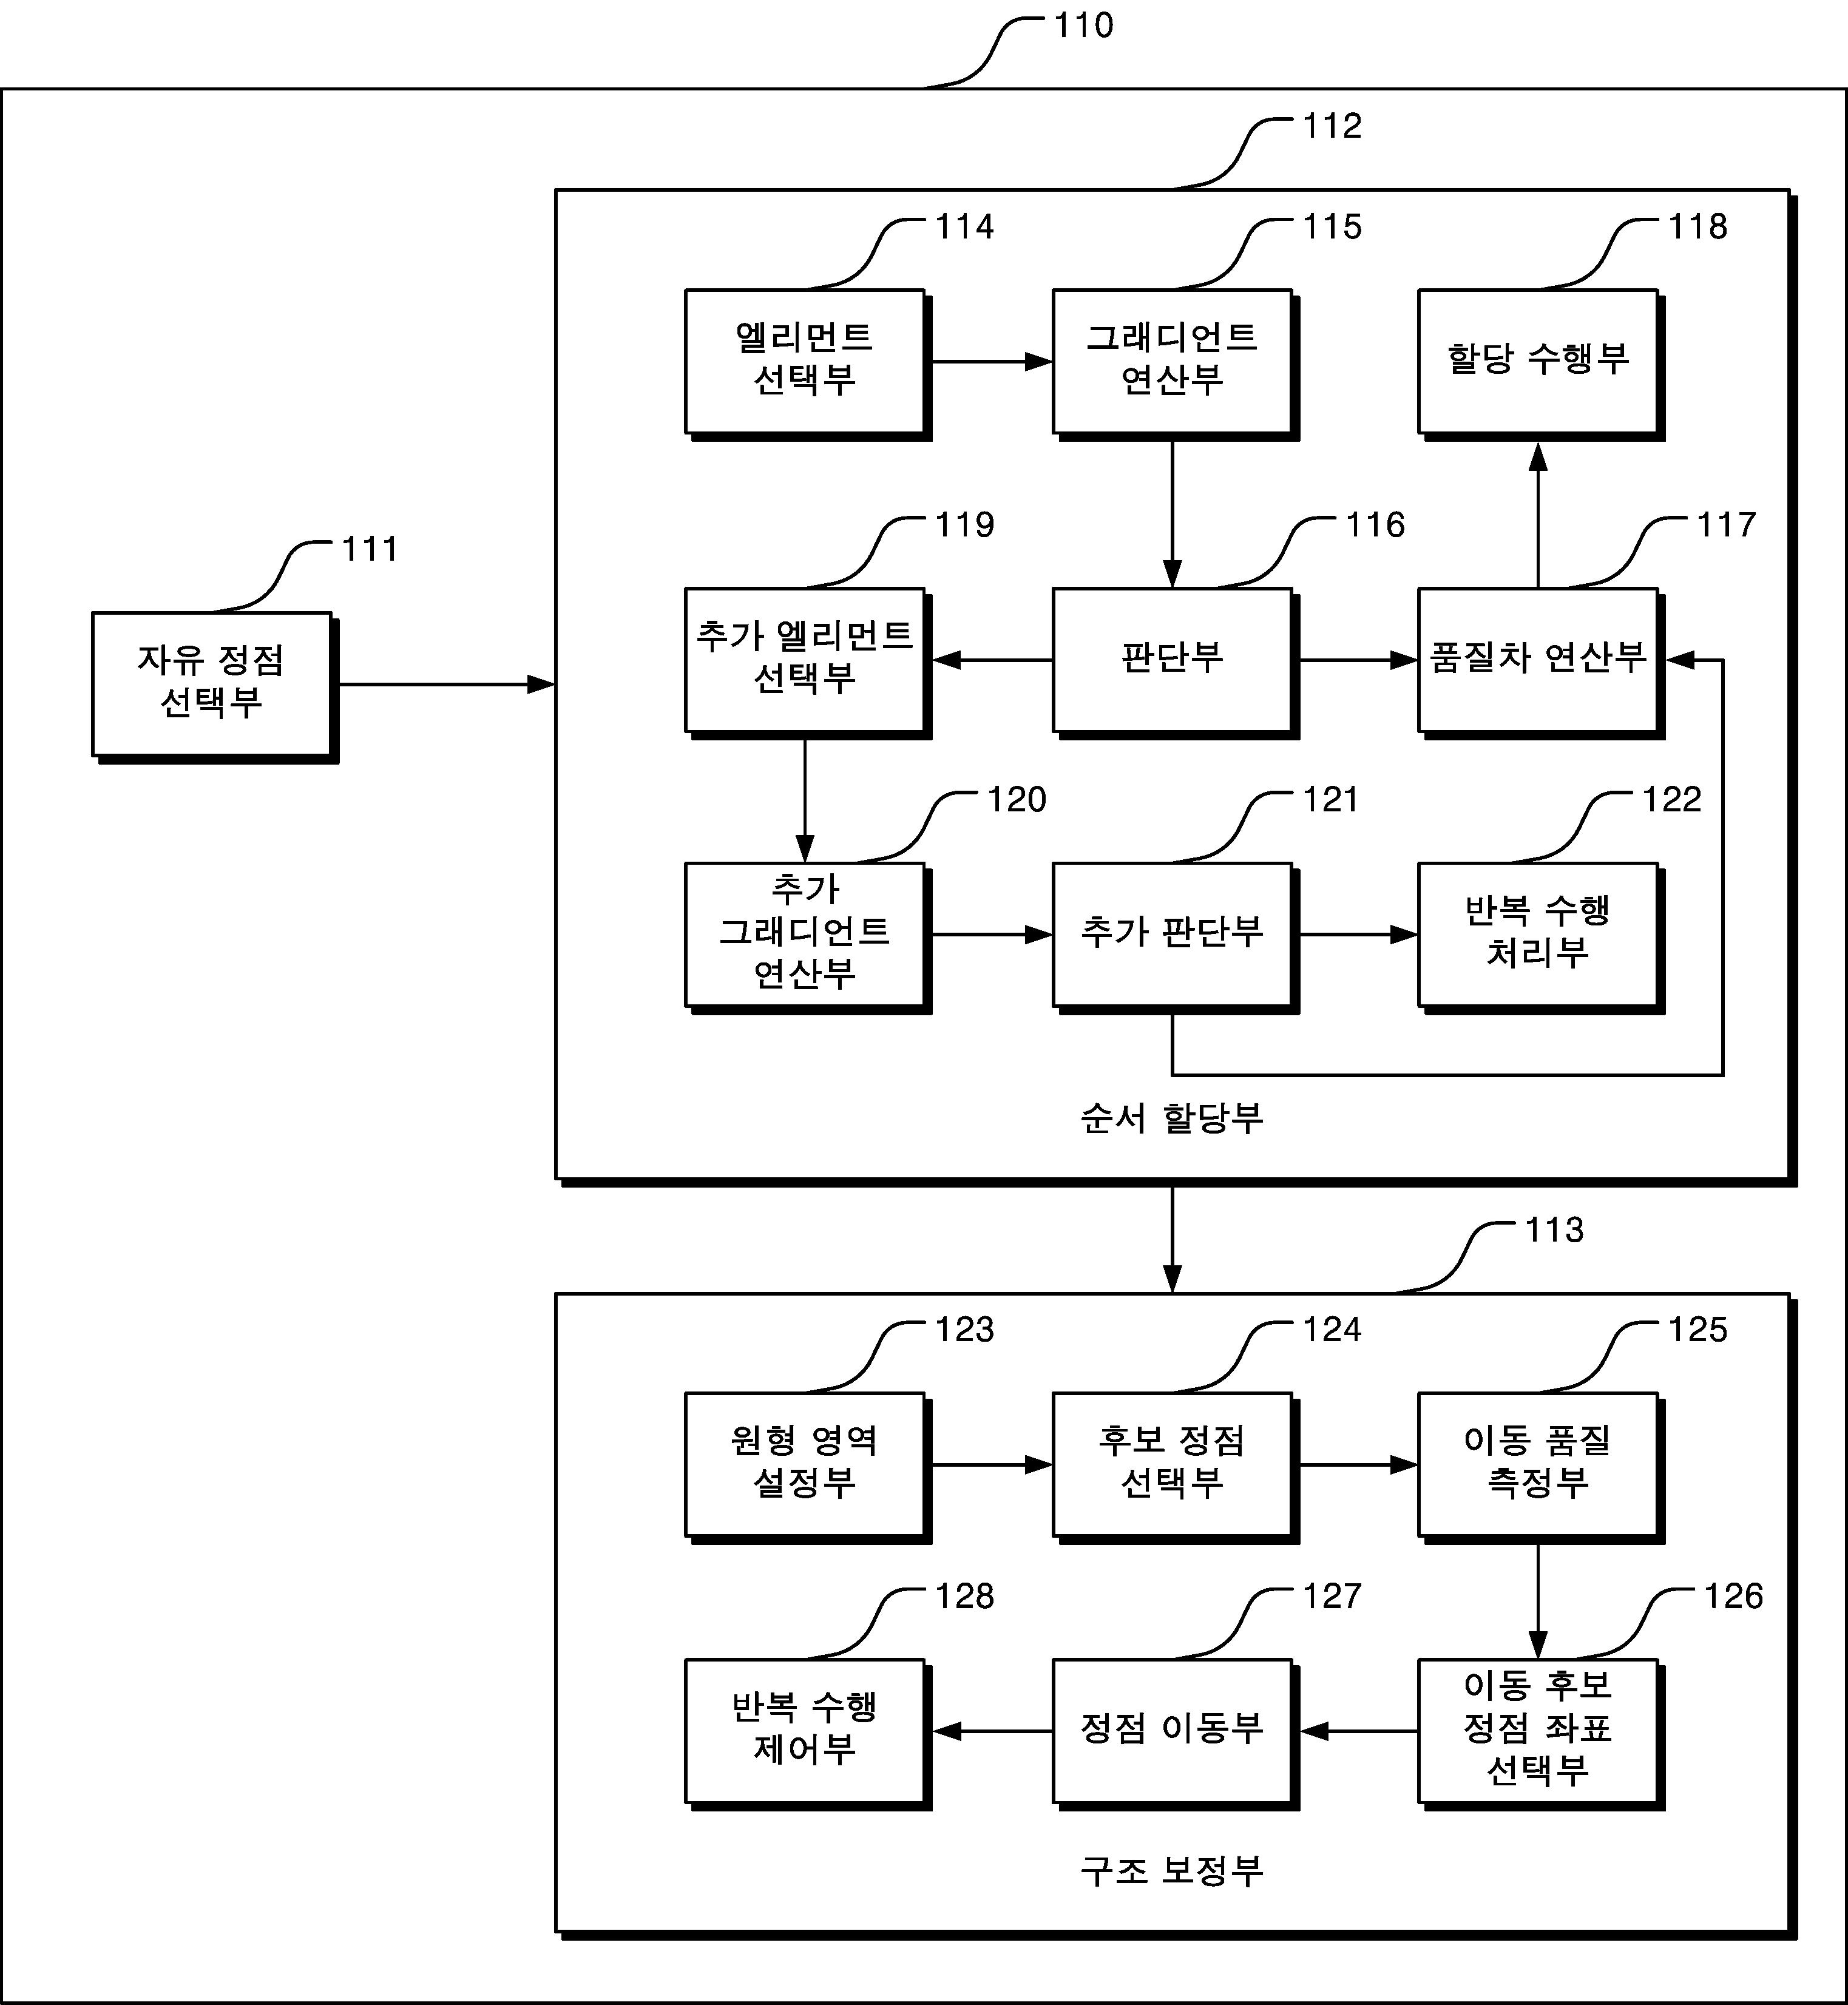 110
112
114
115
118
엘리먼트
선택부
그래디언트
연산부
할당 수행부
119
116
117
111
자유 정점
선택부
추가 엘리먼트
선택부
판단부
품질차 연산부
120
121
122
추가
그래디언트
연산부
추가 판단부
반복 수행
처리부
순서 할당부
113
123
124
125
원형 영역
설정부
후보 정점
선택부
이동 품질
측정부
128
127
126
반복 수행
제어부
정점 이동부
이동 후보
정점 좌표
선택부
구조 보정부